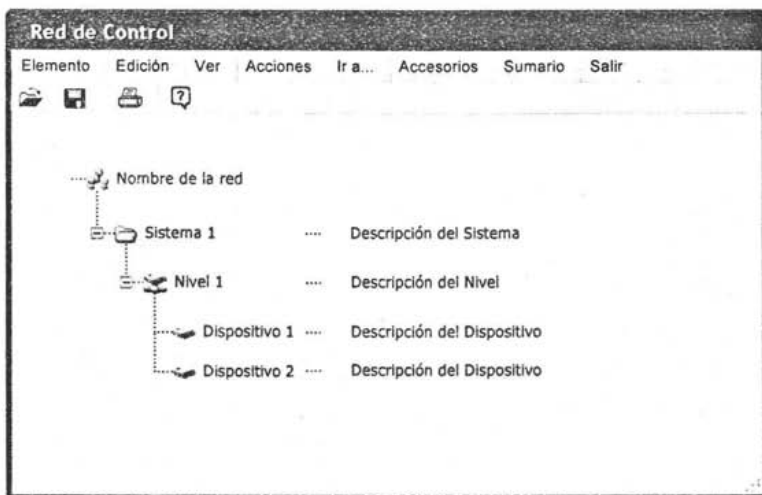 Red de Control
Elemento Edición Ver Acciones Ir a... Accesorios Sumario Salir
Nombre de la red
Sistema 1 .... Descripción del Sistema
Nivel 1 .... Descripción del Nivel
Dispositivo 1 .... Descripción del Dispositivo
Dispositivo 2 .... Descripción del Dispositivo